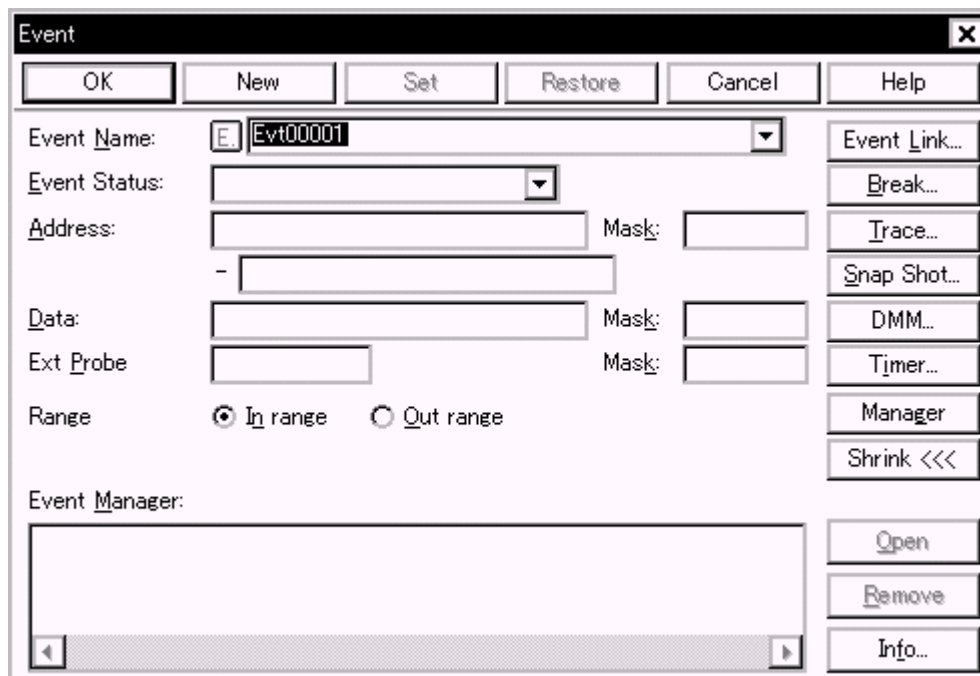 Event
OK New Set Restore Cancel Help
Event Name: E. Evt00001 Event Link...
Event Status: Break...
Address: Mask: Trace...
- Snap Shot...
Data: Mask: DMM...
Ext Probe Mask: Timer...
Range In range Out range Manager
Shrink <<<
Event Manager:
Open
Remove
Info...